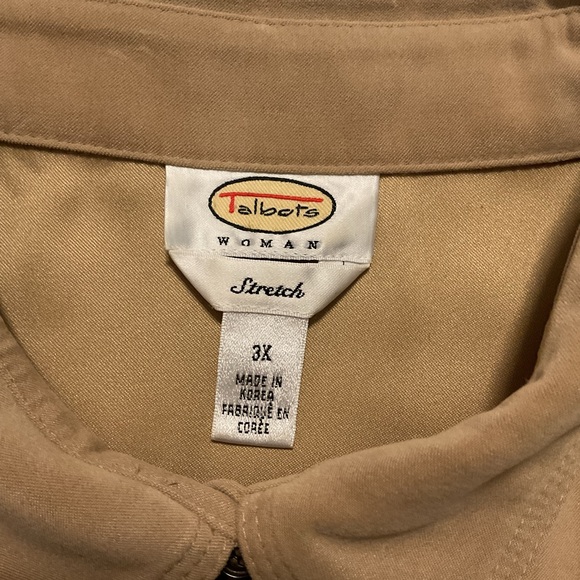 Talbots
WOMAN
Stretch
3X
MADE IN
KOREA
FABRIQUÉ EN
CORÉE